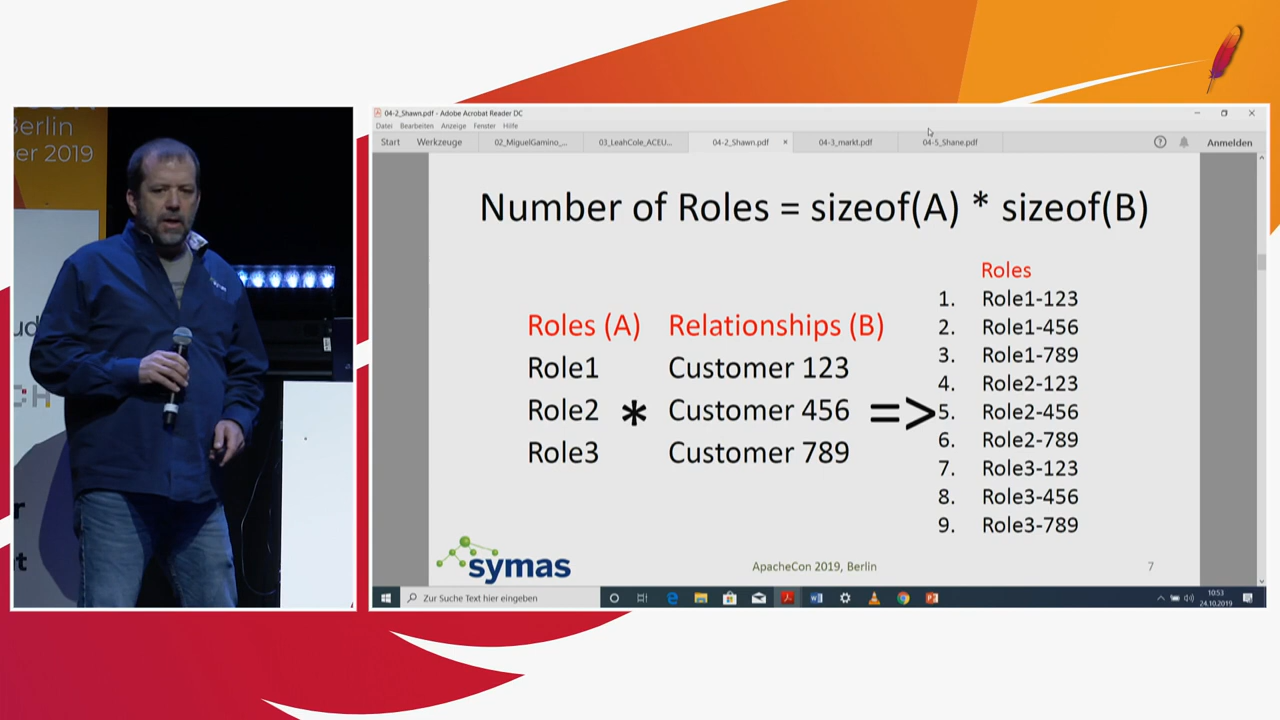 Berlin
er 2019
04-2_Shawn.pdf - Adobe Acrobat Reader DC
Datei Bearbeiten Anzeige Fenster Hilfe
Start Werkzeuge 02_MiguelGamino_... 03_LeahCole_ACEU... 04-2_Shawn.pdf × 04-3_markt.pdf 04-5_Shane.pdf Anmelden
Number of Roles = sizeof(A) * sizeof(B)
Roles (A) Relationships (B)
Role1 Customer 123
Role2 * Customer 456 =>
Role3 Customer 789
Roles
1. Role1-123
2. Role1-456
3. Role1-789
4. Role2-123
5. Role2-456
6. Role2-789
7. Role3-123
8. Role3-456
9. Role3-789
symas
ApacheCon 2019, Berlin
7
Zur Suche Text hier eingeben
10:53
24.10.2019